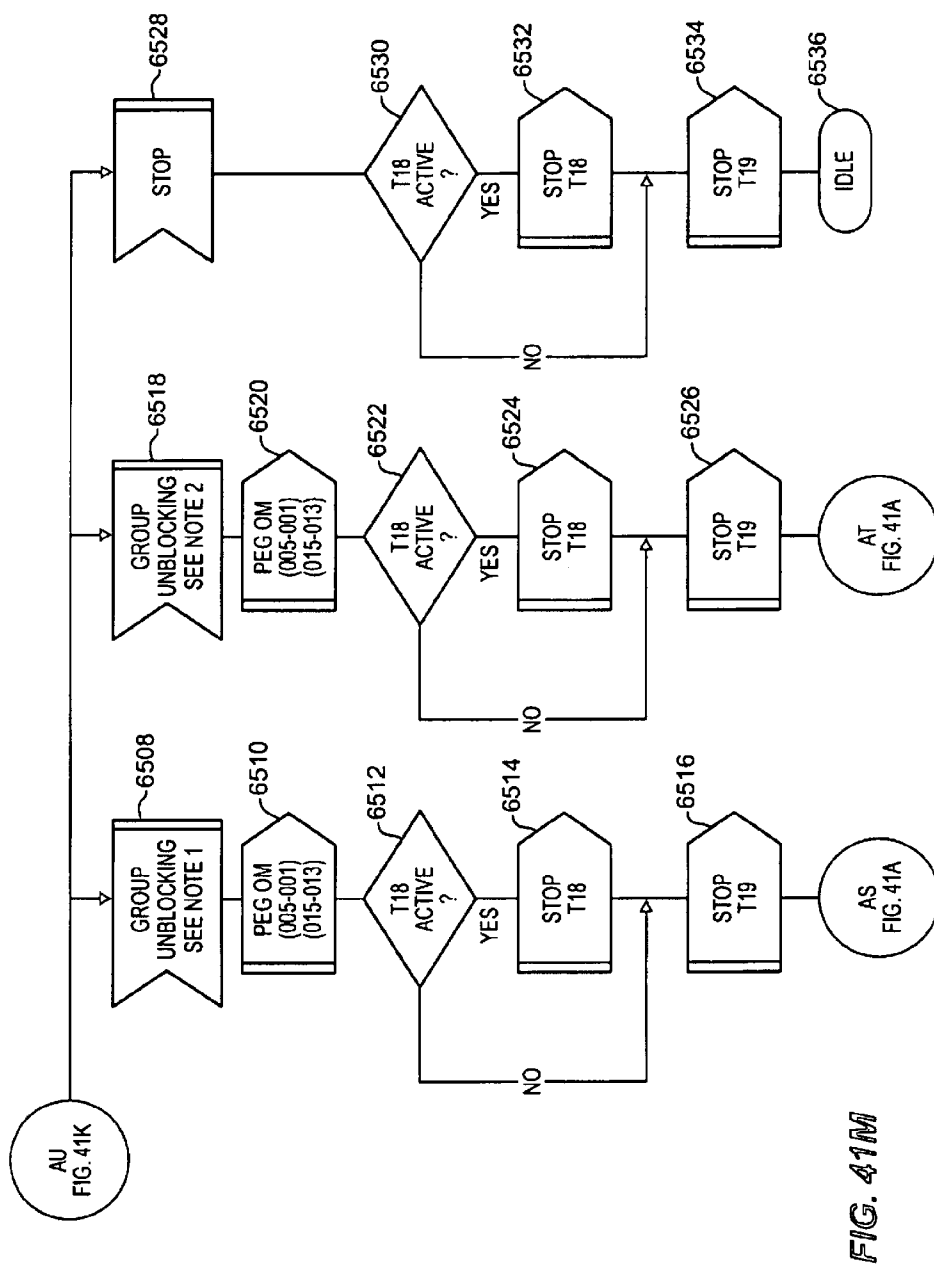 AU
FIG. 41K
6508
GROUP
UNBLOCKING
SEE NOTE 1
6510
PEG OM
(005-001)
(015-013)
6512
T18
ACTIVE
?
NO
YES
6514
STOP
T18
6516
STOP
T19
AS
FIG. 41A
6518
GROUP
UNBLOCKING
SEE NOTE 2
6520
PEG OM
(005-001)
(015-013)
6522
T18
ACTIVE
?
NO
YES
6524
STOP
T18
6526
STOP
T19
AT
FIG. 41A
6528
STOP
6530
T18
ACTIVE
?
NO
YES
6532
STOP
T18
6534
STOP
T19
6536
IDLE
FIG. 41M